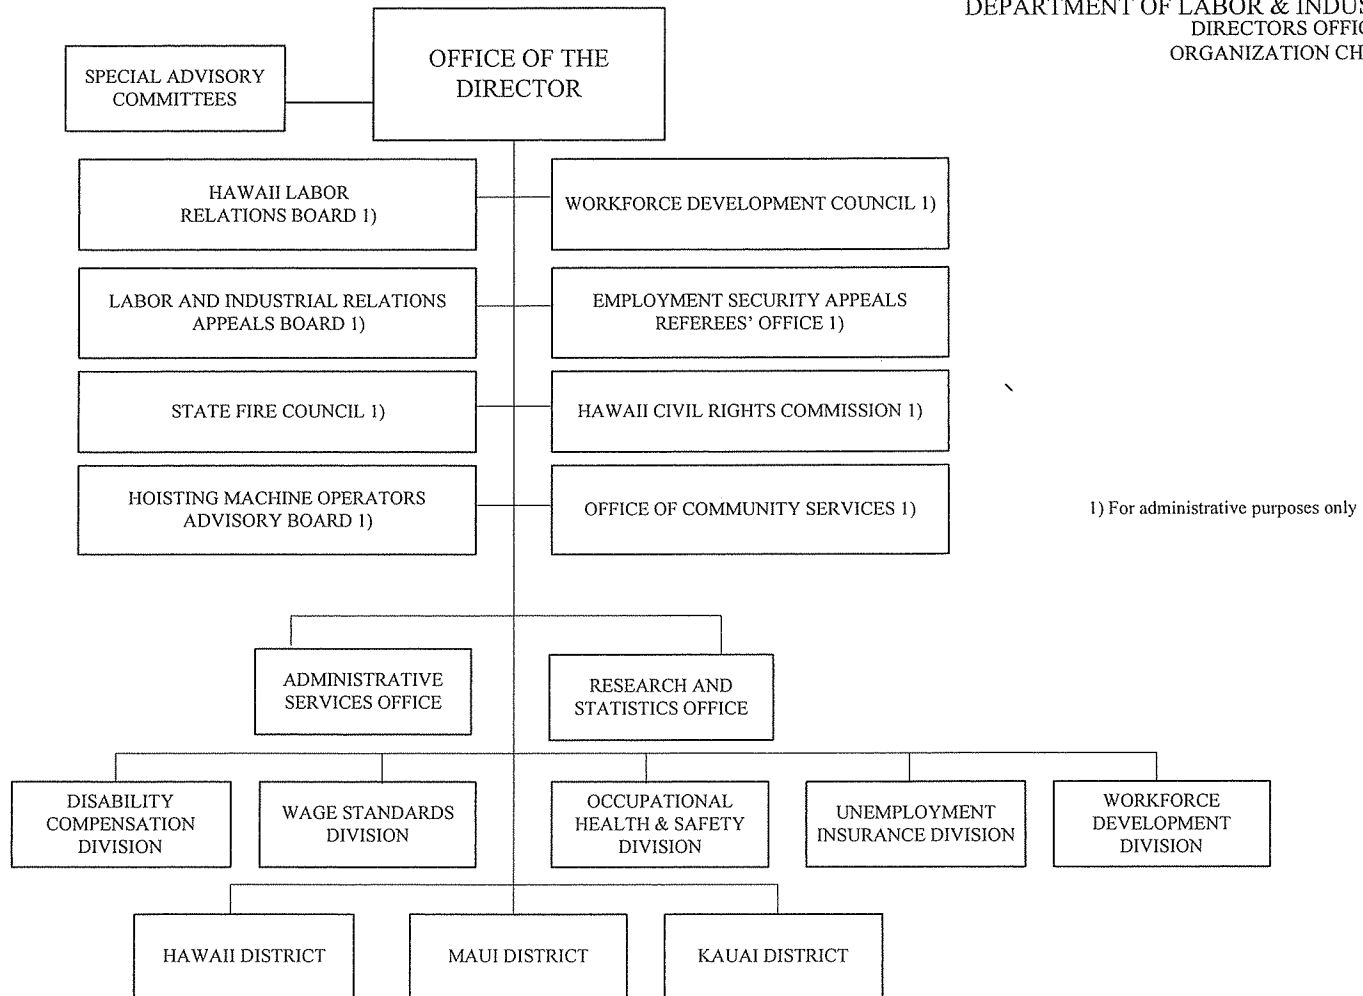 DEPARTMENT OF LABOR & INDUS
DIRECTORS OFFIC
ORGANIZATION CH
OFFICE OF THE
DIRECTOR
SPECIAL ADVISORY
COMMITTEES
HAWAII LABOR
RELATIONS BOARD 1)
WORKFORCE DEVELOPMENT COUNCIL 1)
LABOR AND INDUSTRIAL RELATIONS
APPEALS BOARD 1)
EMPLOYMENT SECURITY APPEALS
REFEREES' OFFICE 1)
STATE FIRE COUNCIL 1)
HAWAII CIVIL RIGHTS COMMISSION 1)
HOISTING MACHINE OPERATORS
ADVISORY BOARD 1)
OFFICE OF COMMUNITY SERVICES 1)
1) For administrative purposes only
ADMINISTRATIVE
SERVICES OFFICE
RESEARCH AND
STATISTICS OFFICE
DISABILITY
COMPENSATION
DIVISION
WAGE STANDARDS
DIVISION
OCCUPATIONAL
HEALTH & SAFETY
DIVISION
UNEMPLOYMENT
INSURANCE DIVISION
WORKFORCE
DEVELOPMENT
DIVISION
HAWAII DISTRICT
MAUI DISTRICT
KAUAI DISTRICT